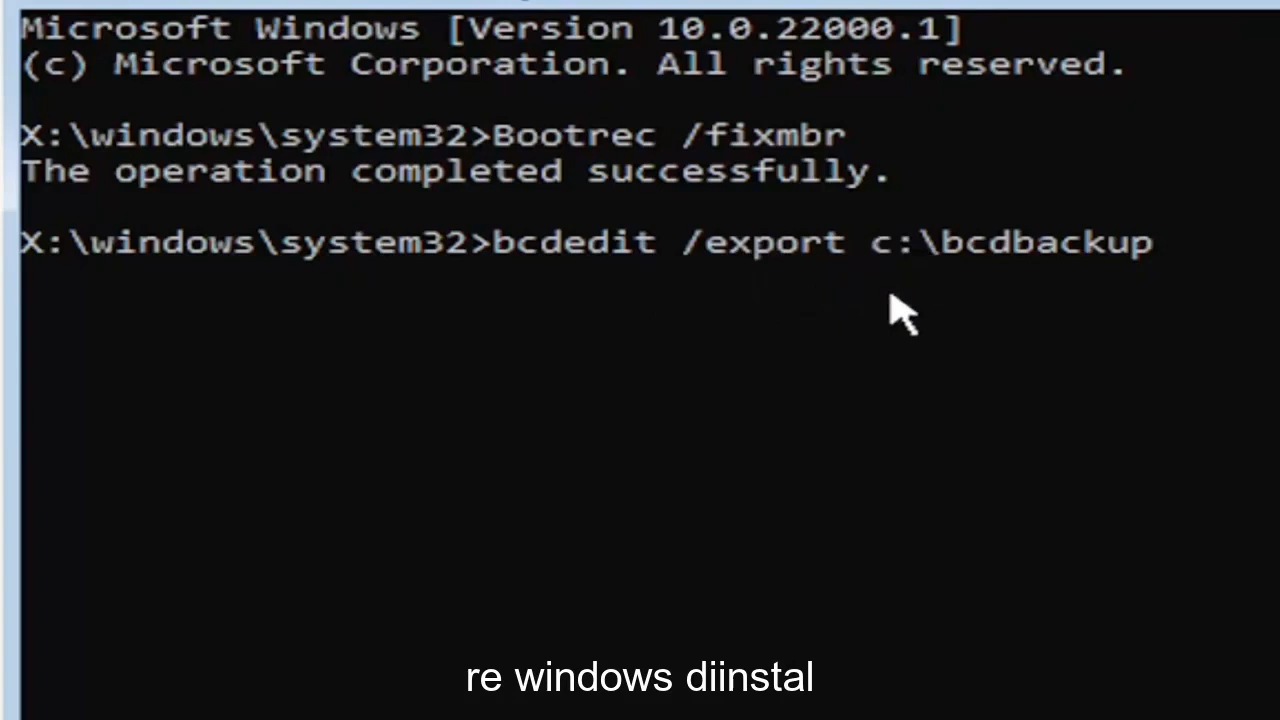 Microsoft Windows [Version 10.0.22000.1]
(c) Microsoft Corporation. All rights reserved.
X:\windows\system32>Bootrec /fixmbr
The operation completed successfully.
X:\windows\system32>bcdedit /export c:\bcdbackup
re windows diinstal